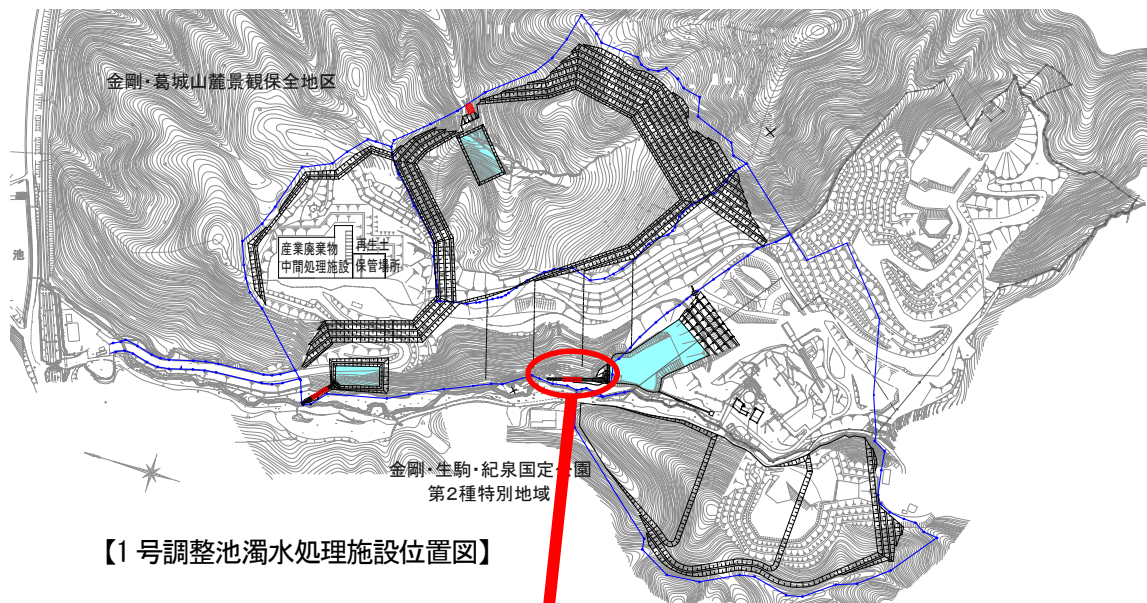 金剛・葛城山麓景観保全地区
産業廃棄物
中間処理施設
再生土
保管場所
池
金剛・生駒・紀泉国定公園
第2種特別地域
【1号調整池濁水処理施設位置図】